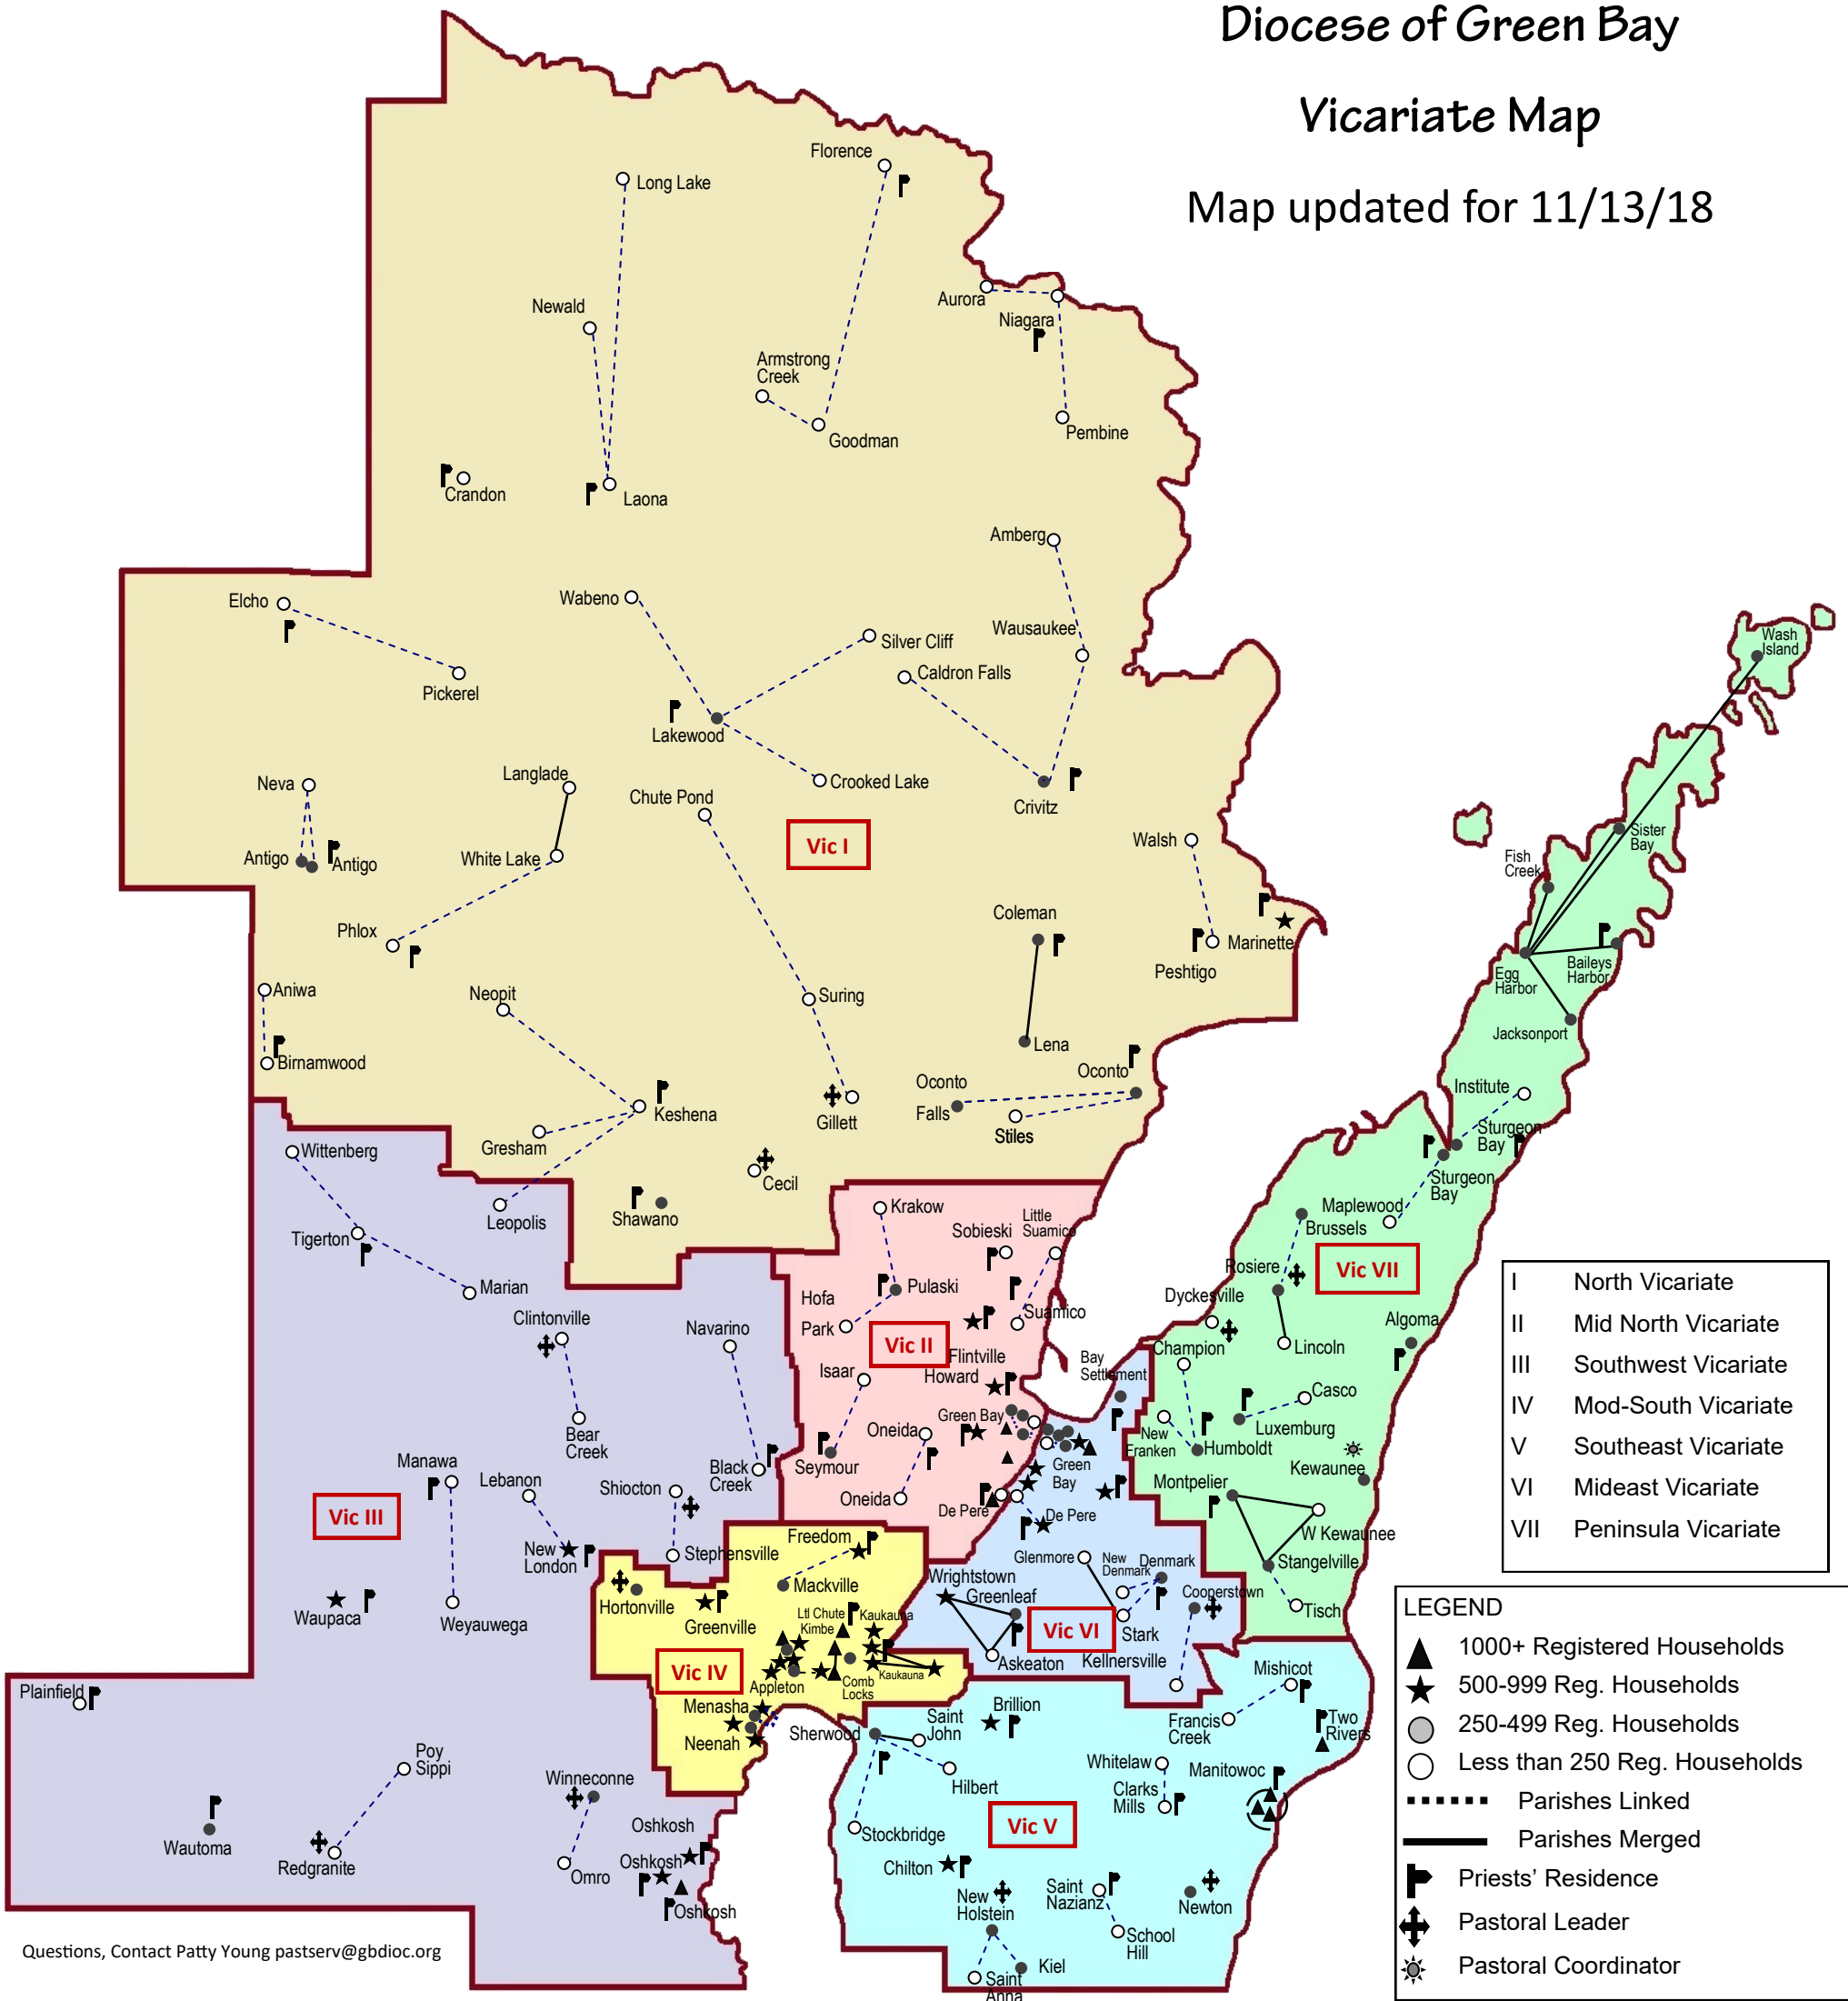 Diocese of Green Bay
Vicariate Map
Map updated for 11/13/18
Florence
Long Lake
Aurora
Niagara
Newald
Armstrong
Creek
Goodman
Pembine
Crandon
Laona
Amberg
Elcho
Wabeno
Silver Cliff
Wausaukee
Caldron Falls
Pickerel
Lakewood
Crooked Lake
Crivitz
Neva
Langlade
Chute Pond
Vic I
Walsh
Antigo
Antigo
White Lake
Phlox
Coleman
Marinette
Peshtigo
Aniwa
Neopit
Suring
Lena
Birnamwood
Oconto
Oconto
Falls
Stiles
Keshena
Gillett
Gresham
Cecil
Shawano
Leopolis
Wash
Island
Sister
Bay
Fish
Creek
Egg
Harbor
Baileys
Harbor
Jacksonport
Institute
Sturgeon
Bay
Sturgeon
Bay
Maplewood
Brussels
Rosiere
Vic VII
Dyckesville
Lincoln
Algoma
Champion
Casco
Luxemburg
New
Franken
Humboldt
Kewaunee
Montpelier
W Kewaunee
Stangelville
Tisch
Wittenberg
Tigerton
Marian
Clintonville
Navarino
Bear
Creek
Manawa
Lebanon
Shiocton
Black
Creek
Vic III
New
London
Stephensville
Waupaca
Weyauwega
Plainfield
Poy
Sippi
Winneconne
Wautoma
Redgranite
Omro
Oshkosh
Oshkosh
Oshkosh
Krakow
Sobieski
Little
Suamico
Hofa
Park
Pulaski
Suamico
Vic II
Flintville
Howard
Isaar
Green Bay
Oneida
Seymour
Oneida
De Pere
Bay
Settlement
Green
Bay
De Pere
Glenmore
New
Denmark
Denmark
Wrightstown
Greenleaf
Cooperstown
Vic VI
Stark
Askeaton
Kellnersville
Freedom
Mackville
Hortonville
Greenville
Ltl Chute
Kimbe
Kaukauna
Vic IV
Appleton
Comb
Locks
Kaukauna
Menasha
Neenah
Sherwood
Saint
John
Brillion
Mishicot
Francis
Creek
Two
Rivers
Hilbert
Whitelaw
Clarks
Mills
Manitowoc
Vic V
Stockbridge
Chilton
New
Holstein
Saint
Nazianz
Newton
School
Hill
Kiel
Saint
Anna
I North Vicariate
II Mid North Vicariate
III Southwest Vicariate
IV Mod-South Vicariate
V Southeast Vicariate
VI Mideast Vicariate
VII Peninsula Vicariate
LEGEND
1000+ Registered Households
500-999 Reg. Households
250-499 Reg. Households
Less than 250 Reg. Households
Parishes Linked
Parishes Merged
Priests' Residence
Pastoral Leader
Pastoral Coordinator
Questions, Contact Patty Young pastserv@gbdioc.org